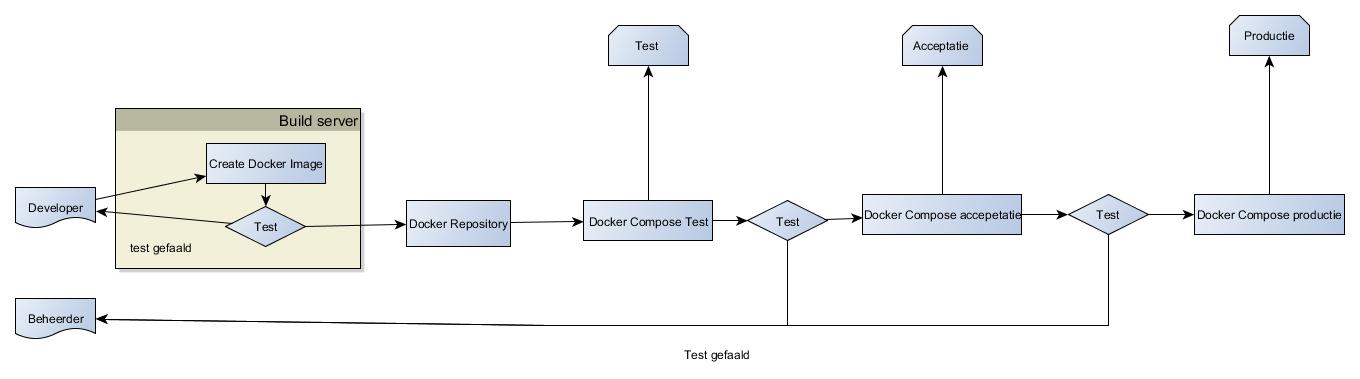 Test
Acceptatie
Productie
Build server
Create Docker Image
Developer
Test
test gefaald
Docker Repository
Docker Compose Test
Test
Docker Compose accepetatie
Test
Docker Compose productie
Beheerder
Test gefaald